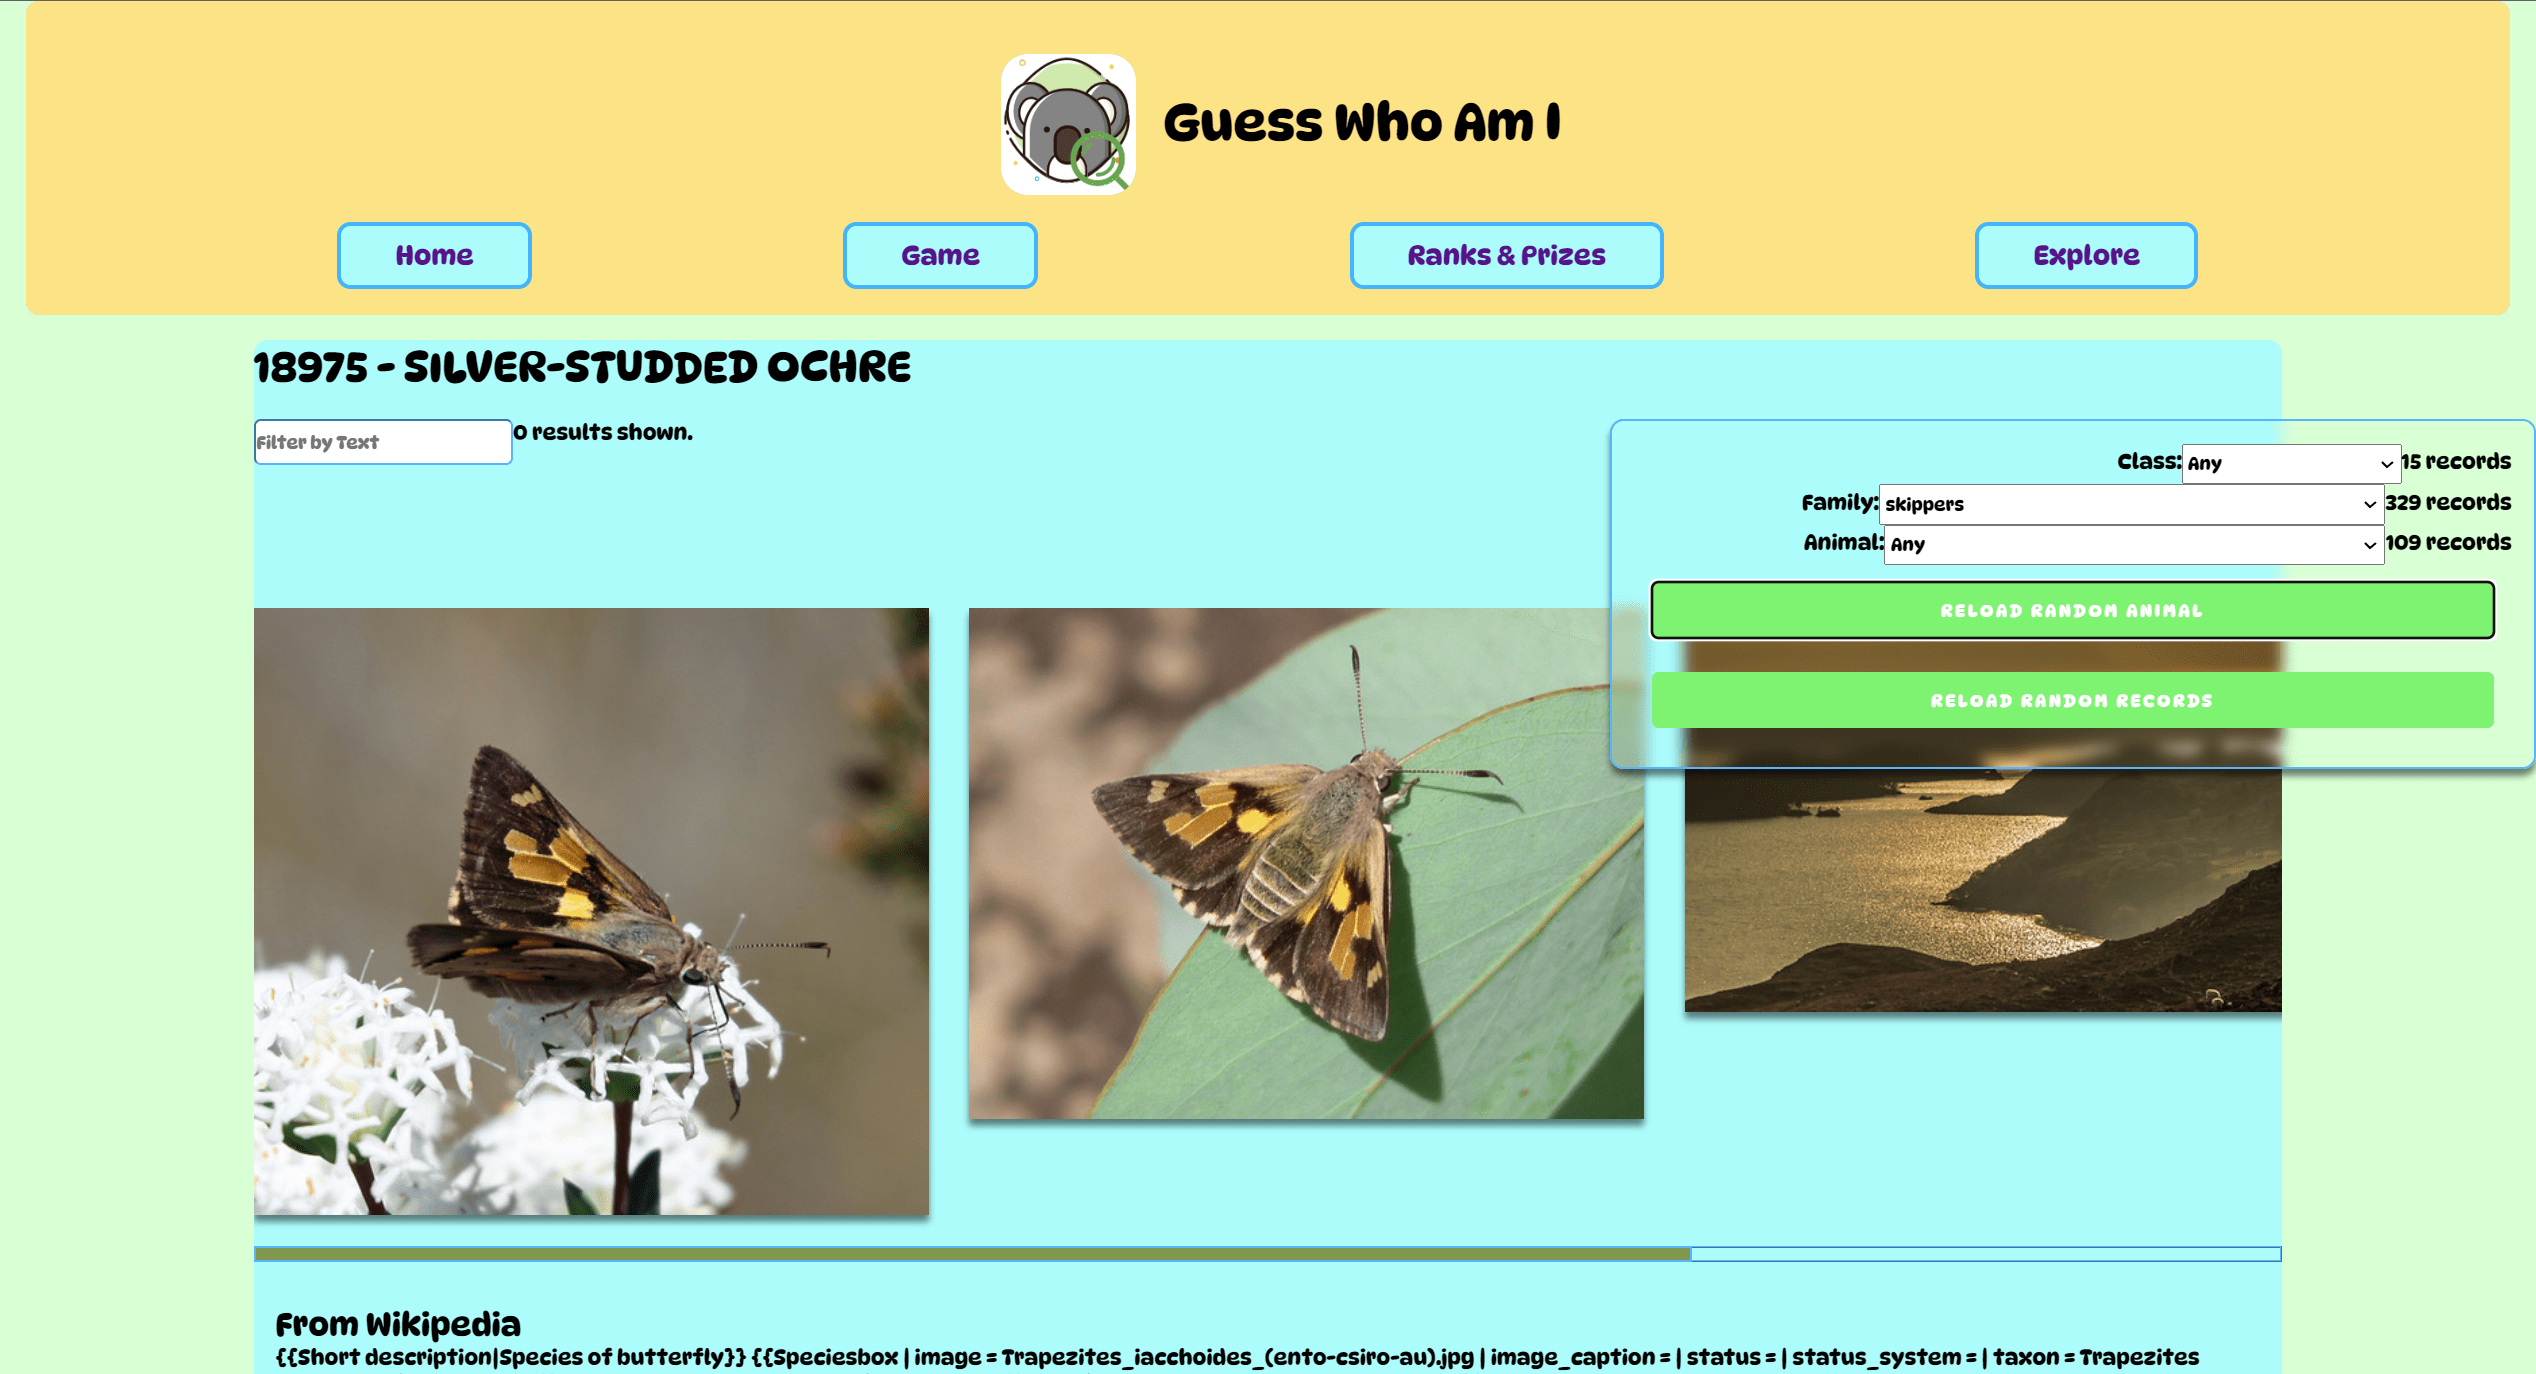 Guess Who Am I
Home
Game
Ranks & Prizes
Explore
18975 - SILVER-STUDDED OCHRE
Filter by Text
0 results shown.
Class: Any 15 records
Family: skippers 329 records
Animal: Any 109 records
RELOAD RANDOM ANIMAL
RELOAD RANDOM RECORDS
From Wikipedia
{{Short description|Species of butterfly}} {{Speciesbox | image = Trapezites_iacchoides_(ento-csiro-au).jpg | image_caption = | status = | status_system = | taxon = Trapezites